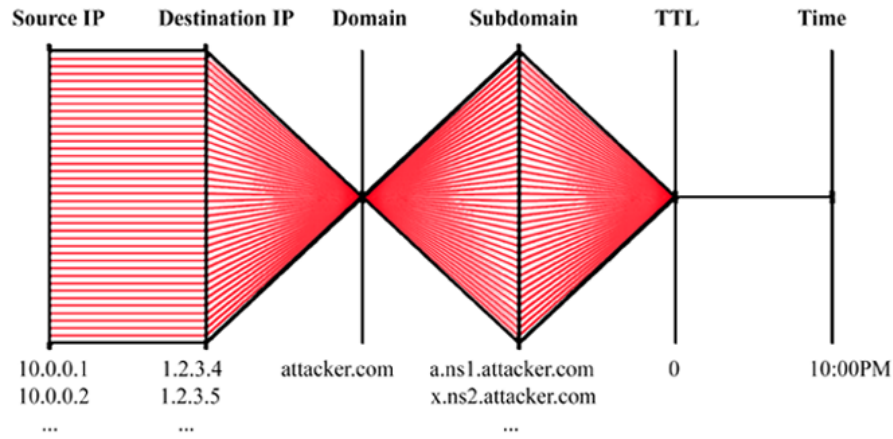 Source IP Destination IP Domain Subdomain TTL Time
10.0.0.1 1.2.3.4 attacker.com a.ns1.attacker.com 0 10:00PM
10.0.0.2 1.2.3.5 x.ns2.attacker.com
... ... ...